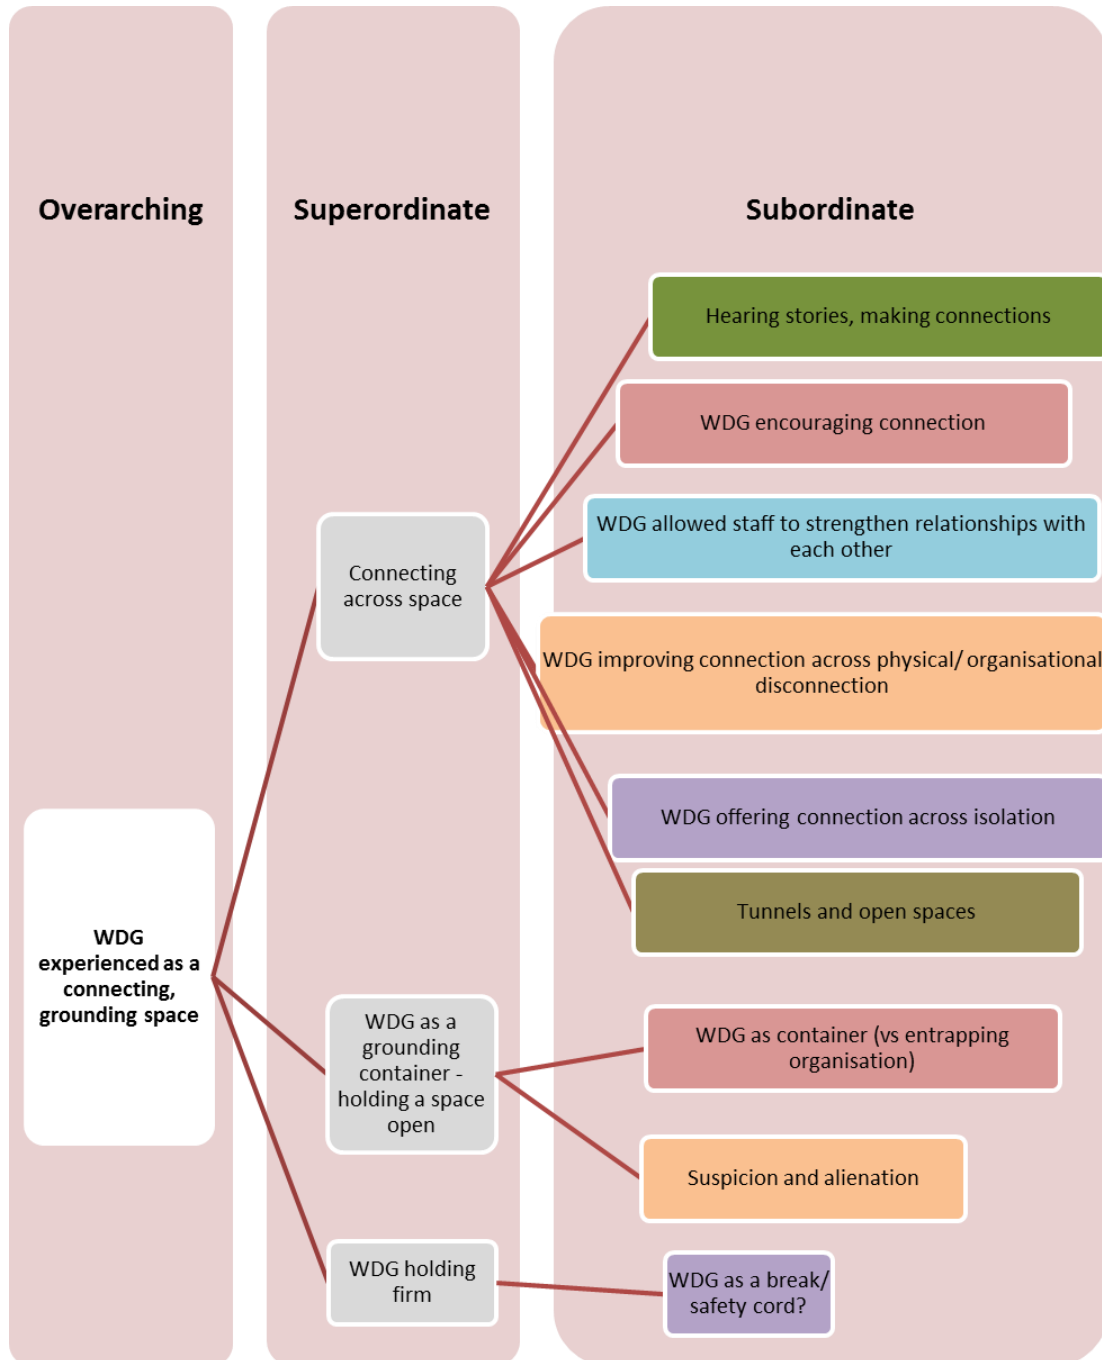 Overarching
Superordinate
Subordinate
Hearing stories, making connections
WDG encouraging connection
WDG allowed staff to strengthen relationships with
each other
Connecting
across space
WDG improving connection across physical/ organisational
disconnection
WDG offering connection across isolation
Tunnels and open spaces
WDG
experienced as a
connecting,
grounding space
WDG as a
grounding
container -
holding a space
open
WDG as container (vs entrapping
organisation)
Suspicion and alienation
WDG holding
firm
WDG as a break/
safety cord?